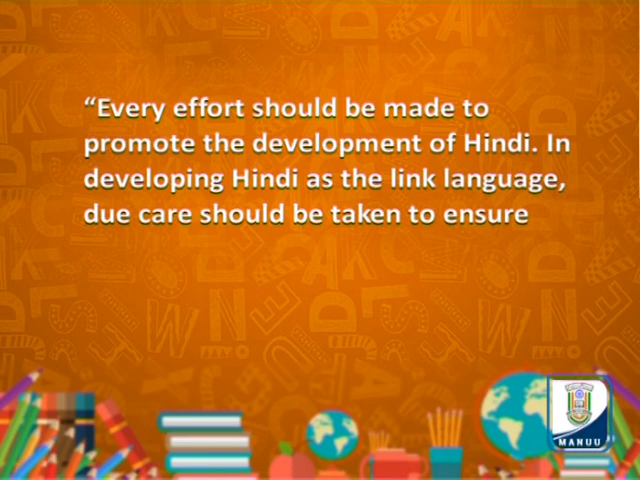 “Every effort should be made to
promote the development of Hindi. In
developing Hindi as the link language,
due care should be taken to ensure
MANUU